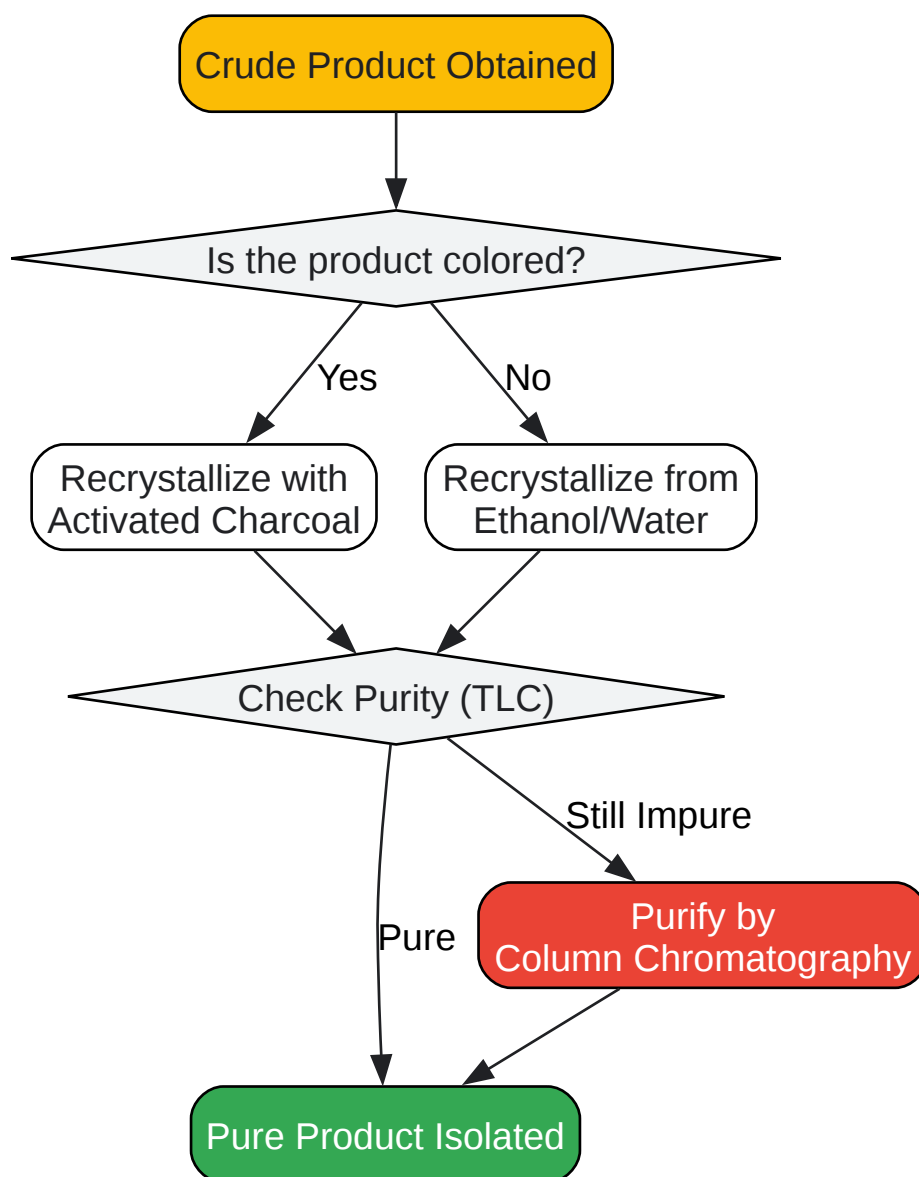 Crude Product Obtained
Is the product colored?
Yes
No
Recrystallize with
Activated Charcoal
Recrystallize from
Ethanol/Water
Check Purity (TLC)
Still Impure
Purify by
Column Chromatography
Pure
Pure Product Isolated